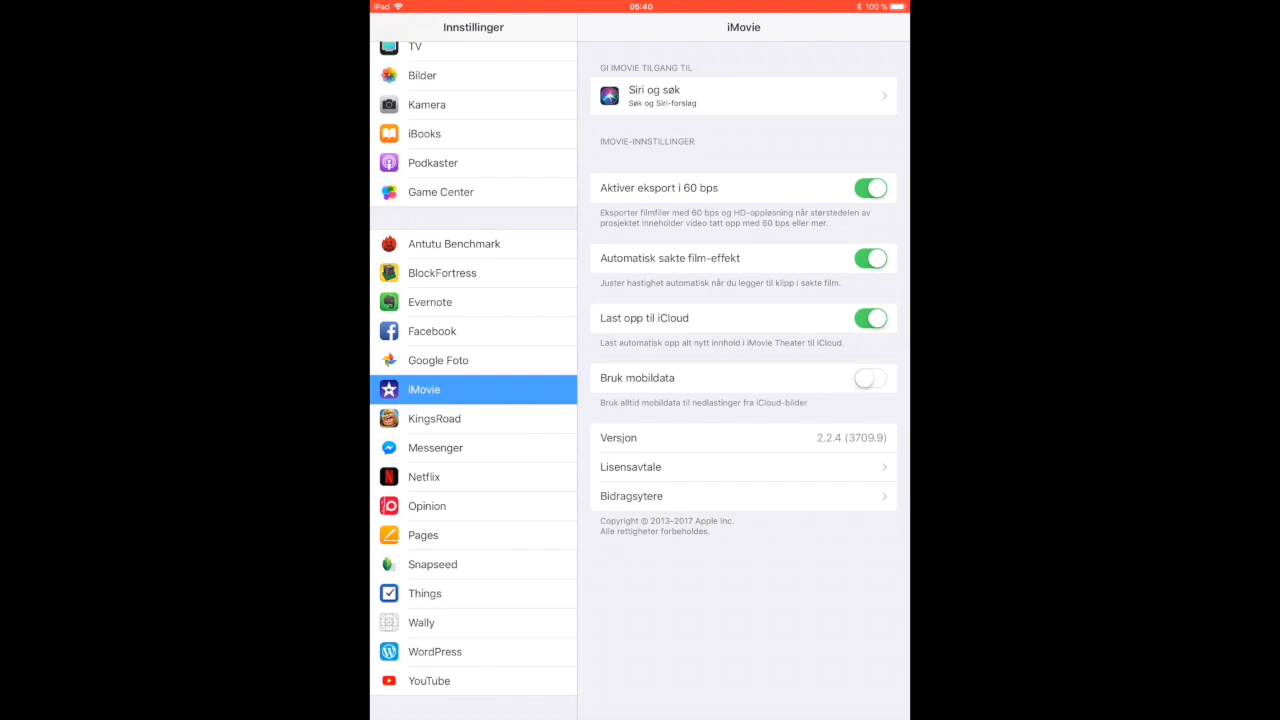 iPad
05:40
100 %
Innstillinger
iMovie
TV
Bilder
Kamera
iBooks
Podkaster
Game Center
Antutu Benchmark
BlockFortress
Evernote
Facebook
Google Foto
iMovie
KingsRoad
Messenger
Netflix
Opinion
Pages
Snapseed
Things
Wally
WordPress
YouTube
GI IMOVIE TILGANG TIL
Siri og søk
Søk og Siri-forslag
IMOVIE-INNSTILLINGER
Aktiver eksport i 60 bps
Eksporter filmfiler med 60 bps og HD-oppløsning når størstedelen av
prosjektet inneholder video tatt opp med 60 bps eller mer.
Automatisk sakte film-effekt
Juster hastighet automatisk når du legger til klipp i sakte film.
Last opp til iCloud
Last automatisk opp alt nytt innhold i iMovie Theater til iCloud.
Bruk mobildata
Bruk alltid mobildata til nedlastinger fra iCloud-bilder
Versjon 2.2.4 (3709.9)
Lisensavtale
Bidragsytere
Copyright © 2013–2017 Apple Inc.
Alle rettigheter forbeholdes.